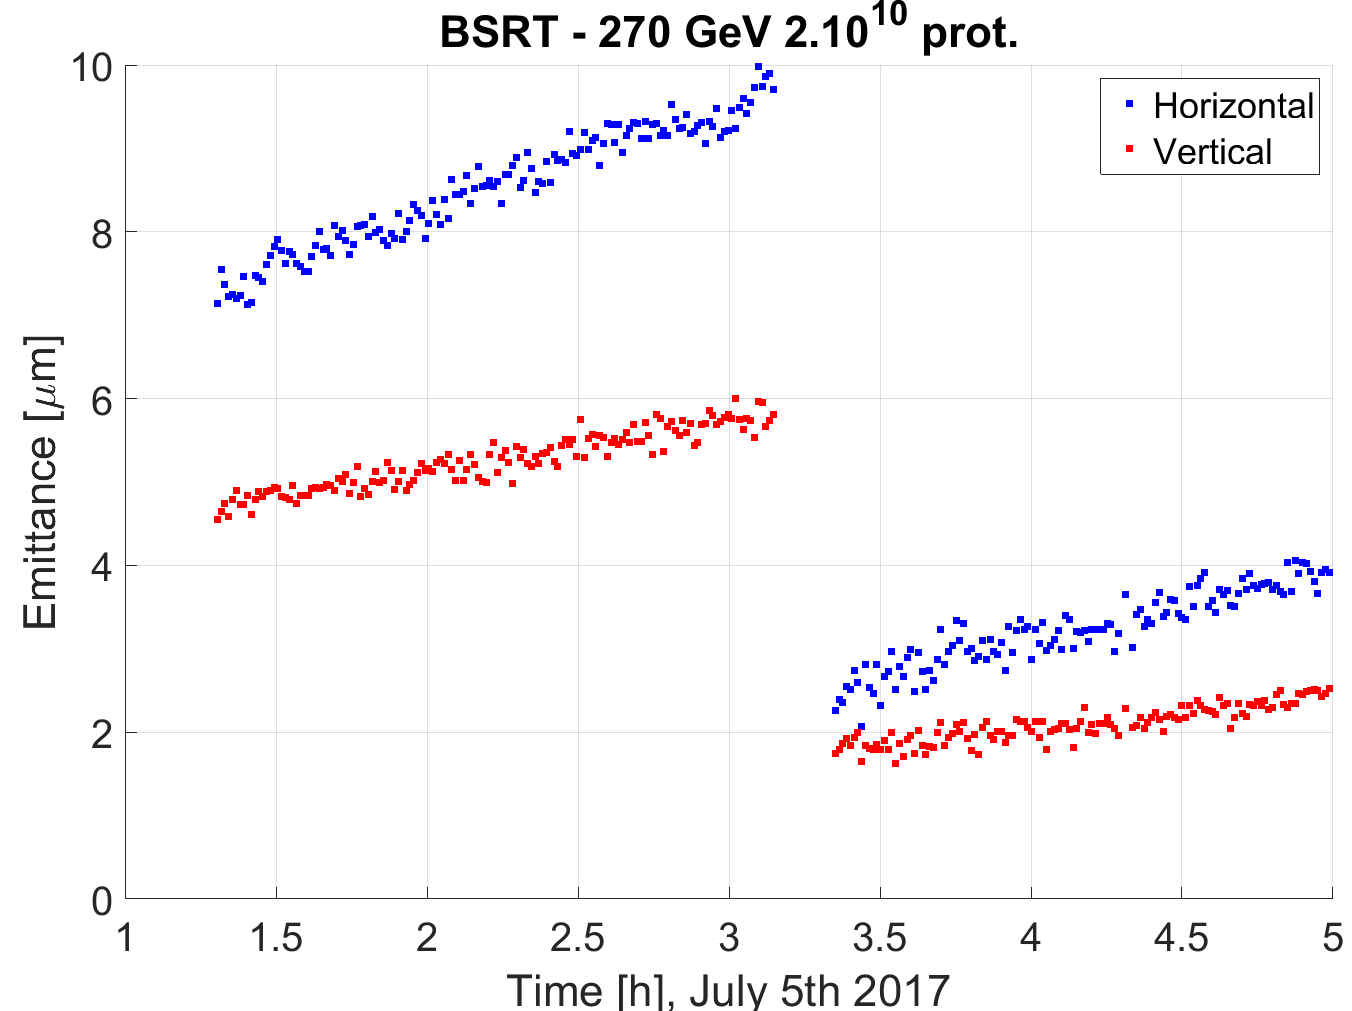 BSRT - 270 GeV 2.10^10 prot.
Horizontal
Vertical
10
8
6
4
2
0
Emittance [μm]
1 1.5 2 2.5 3 3.5 4 4.5 5
Time [h], July 5th 2017